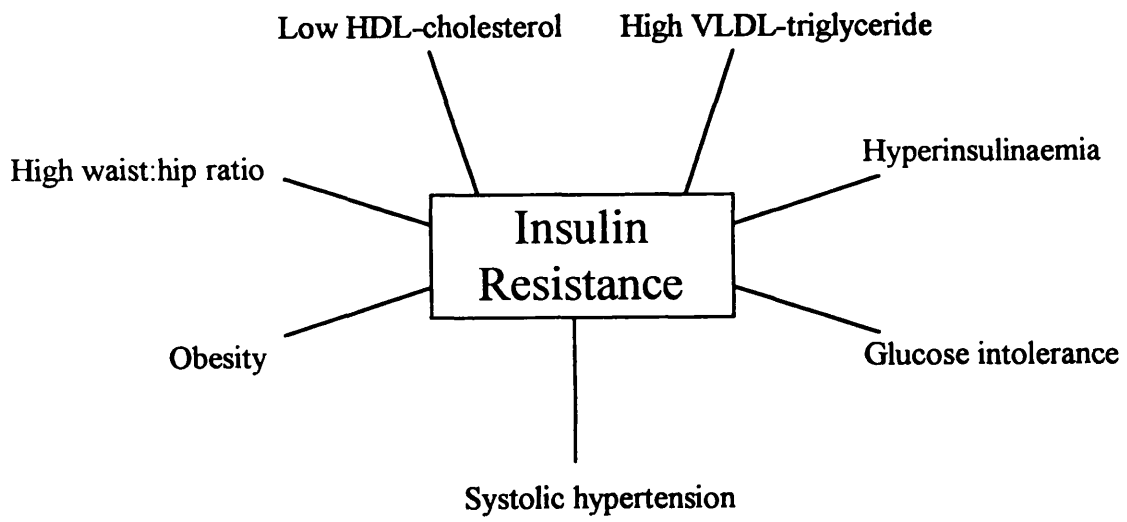 Low HDL-cholesterol
High VLDL-triglyceride
High waist:hip ratio
Hyperinsulinaemia
Insulin
Resistance
Obesity
Glucose intolerance
Systolic hypertension